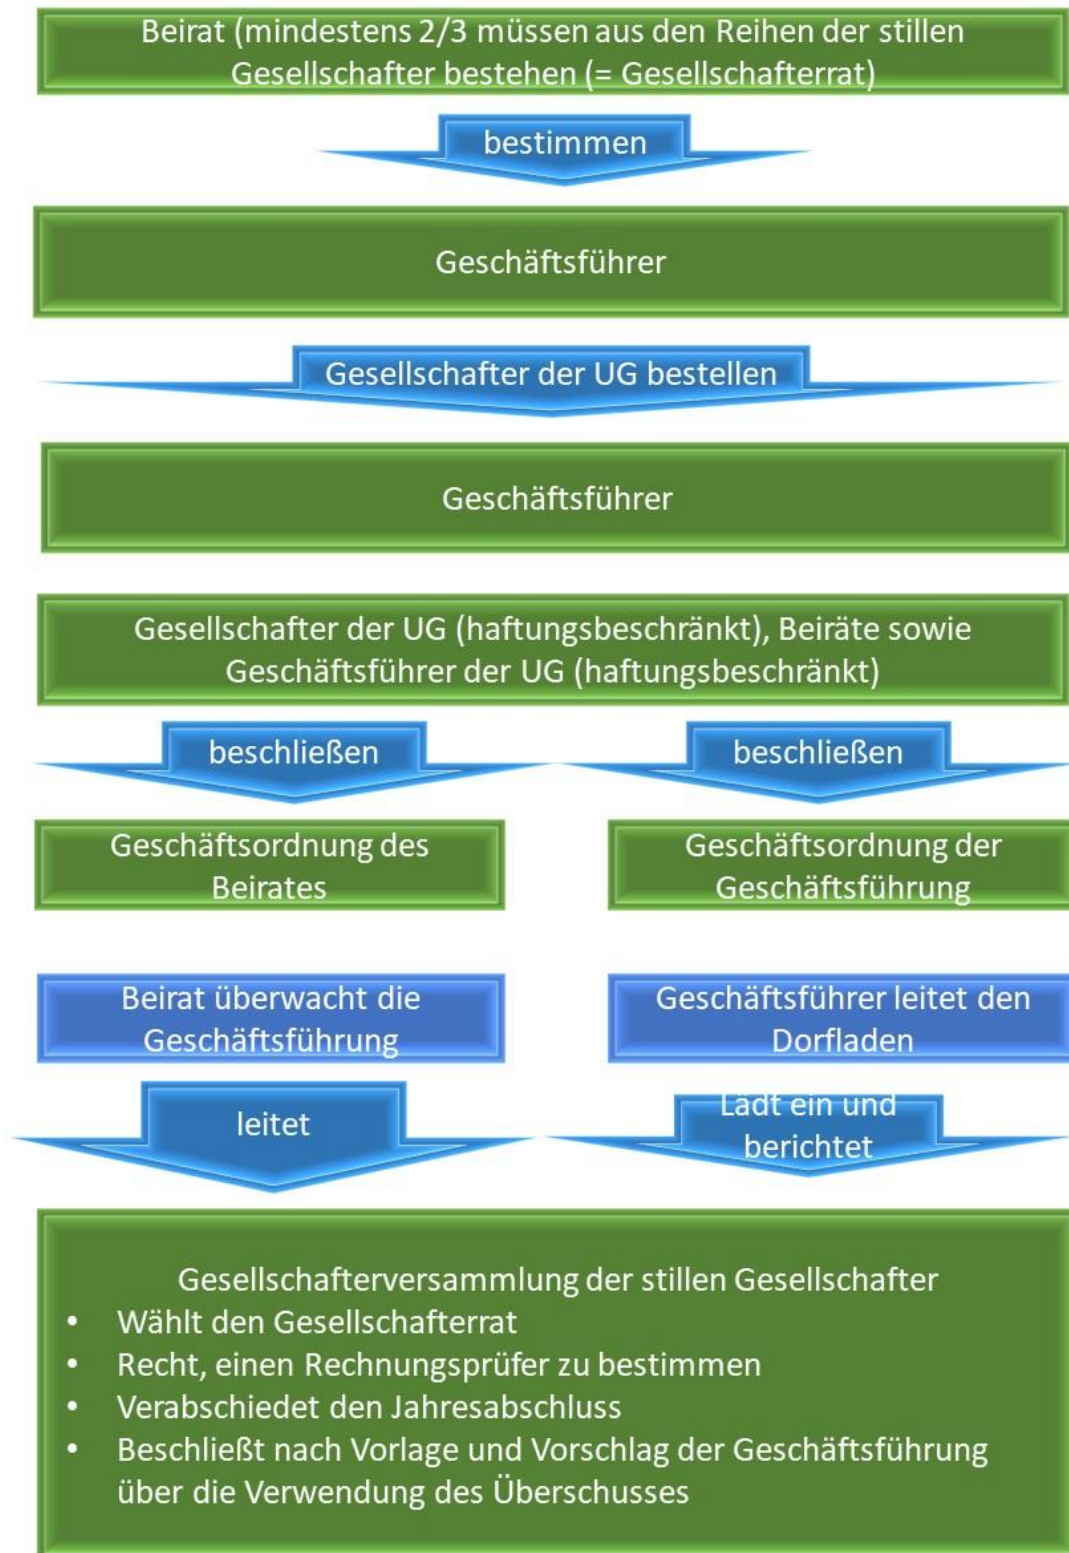 Beirat (mindestens 2/3 müssen aus den Reihen der stillen
Gesellschafter bestehen (= Gesellschafterrat)
bestimmen
Geschäftsführer
Gesellschafter der UG bestellen
Geschäftsführer
Gesellschafter der UG (haftungsbeschränkt), Beiräte sowie
Geschäftsführer der UG (haftungsbeschränkt)
beschließen
beschließen
Geschäftsordnung des
Beirates
Geschäftsordnung der
Geschäftsführung
Beirat überwacht die
Geschäftsführung
Geschäftsführer leitet den
Dorfladen
leitet
Lädt ein und
berichtet
Gesellschafterversammlung der stillen Gesellschafter
• Wählt den Gesellschafterrat
• Recht, einen Rechnungsprüfer zu bestimmen
• Verabschiedet den Jahresabschluss
• Beschließt nach Vorlage und Vorschlag der Geschäftsführung
über die Verwendung des Überschusses